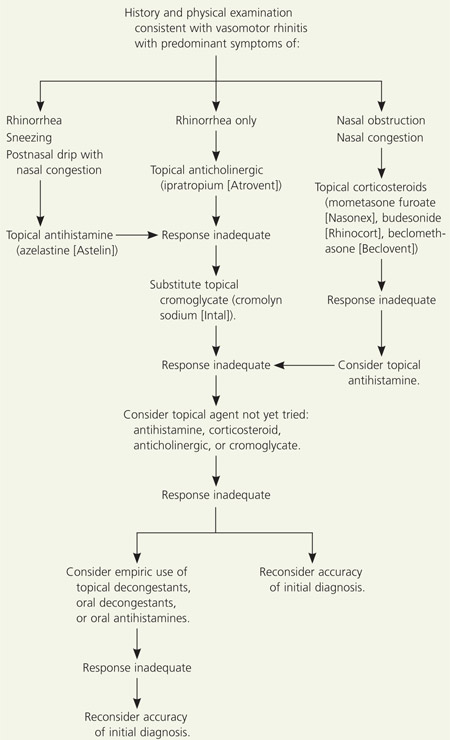 History and physical examination
consistent with vasomotor rhinitis
with predominant symptoms of:
Rhinorrhea
Sneezing
Postnasal drip with
nasal congestion
Topical antihistamine
(azelastine [Astelin])
Rhinorrhea only
Topical anticholinergic
(ipratropium [Atrovent])
Response inadequate
Substitute topical
cromoglycate (cromolyn
sodium [Intal]).
Nasal obstruction
Nasal congestion
Topical corticosteroids
(mometasone furoate
[Nasonex], budesonide
[Rhinocort], beclometh-
asone [Beclovent])
Response inadequate
Consider topical
antihistamine.
Response inadequate
Consider topical agent not yet tried:
antihistamine, corticosteroid,
anticholinergic, or cromoglycate.
Response inadequate
Consider empiric use of
topical decongestants,
oral decongestants,
or oral antihistamines.
Response inadequate
Reconsider accuracy
of initial diagnosis.
Reconsider accuracy
of initial diagnosis.